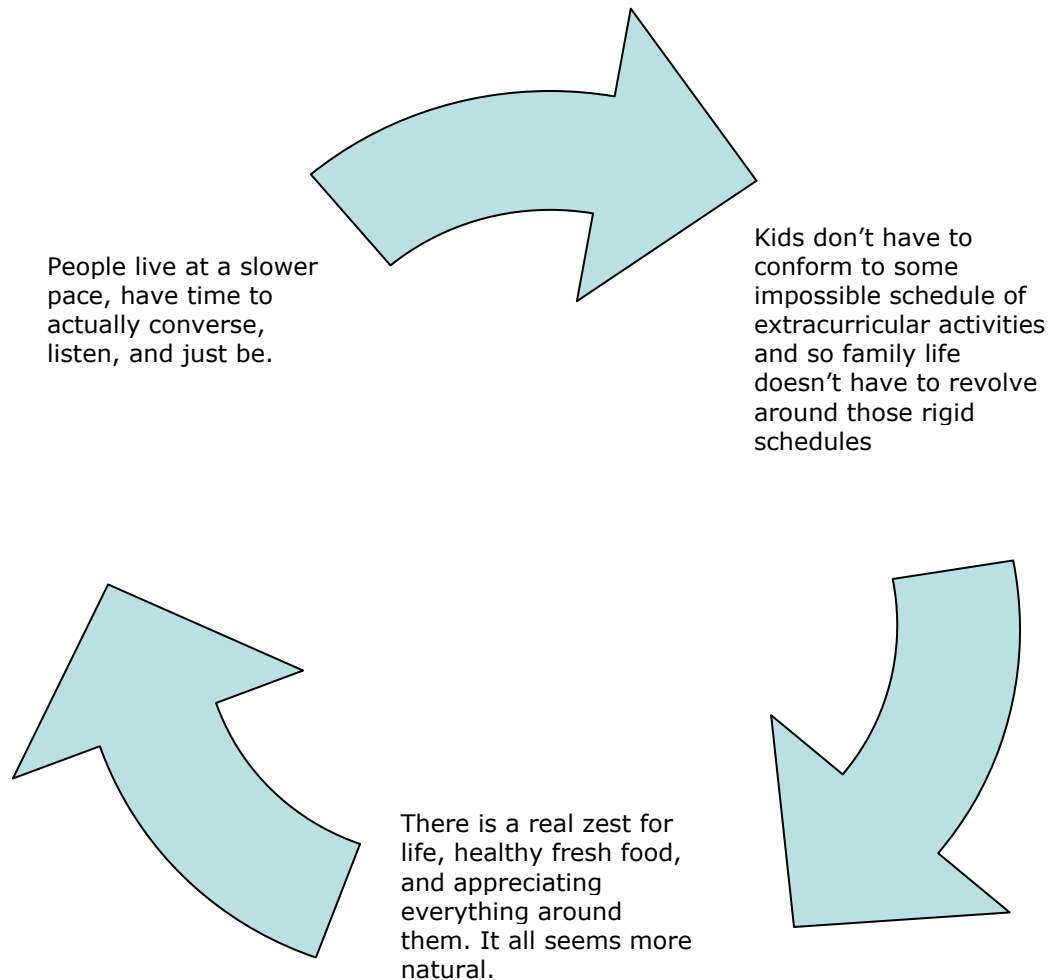 People live at a slower
pace, have time to
actually converse,
listen, and just be.
Kids don’t have to
conform to some
impossible schedule of
extracurricular activities
and so family life
doesn’t have to revolve
around those rigid
schedules
There is a real zest for
life, healthy fresh food,
and appreciating
everything around
them. It all seems more
natural.